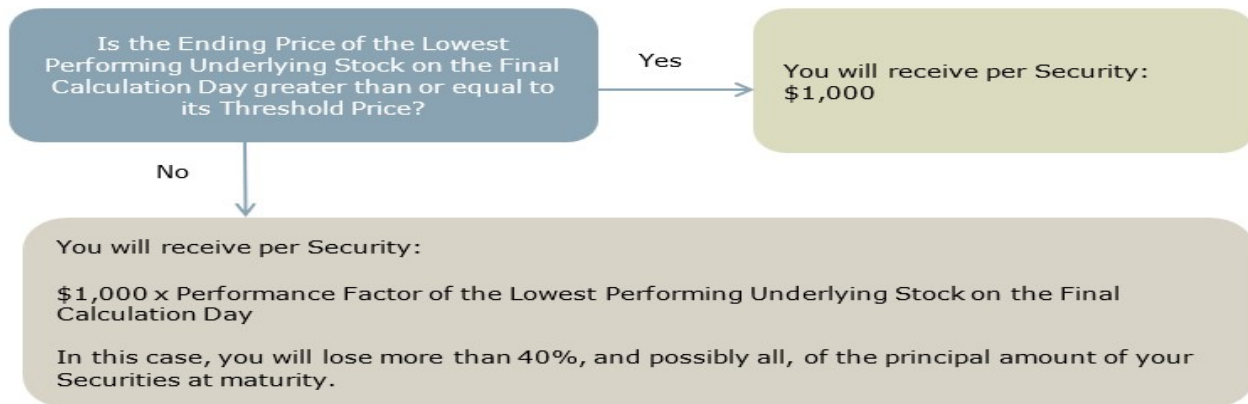 Is the Ending Price of the Lowest
Performing Underlying Stock on the Final
Calculation Day greater than or equal to
its Threshold Price?
Yes
You will receive per Security:
$1,000
No
You will receive per Security:
$1,000 x Performance Factor of the Lowest Performing Underlying Stock on the Final
Calculation Day
In this case, you will lose more than 40%, and possibly all, of the principal amount of your
Securities at maturity.